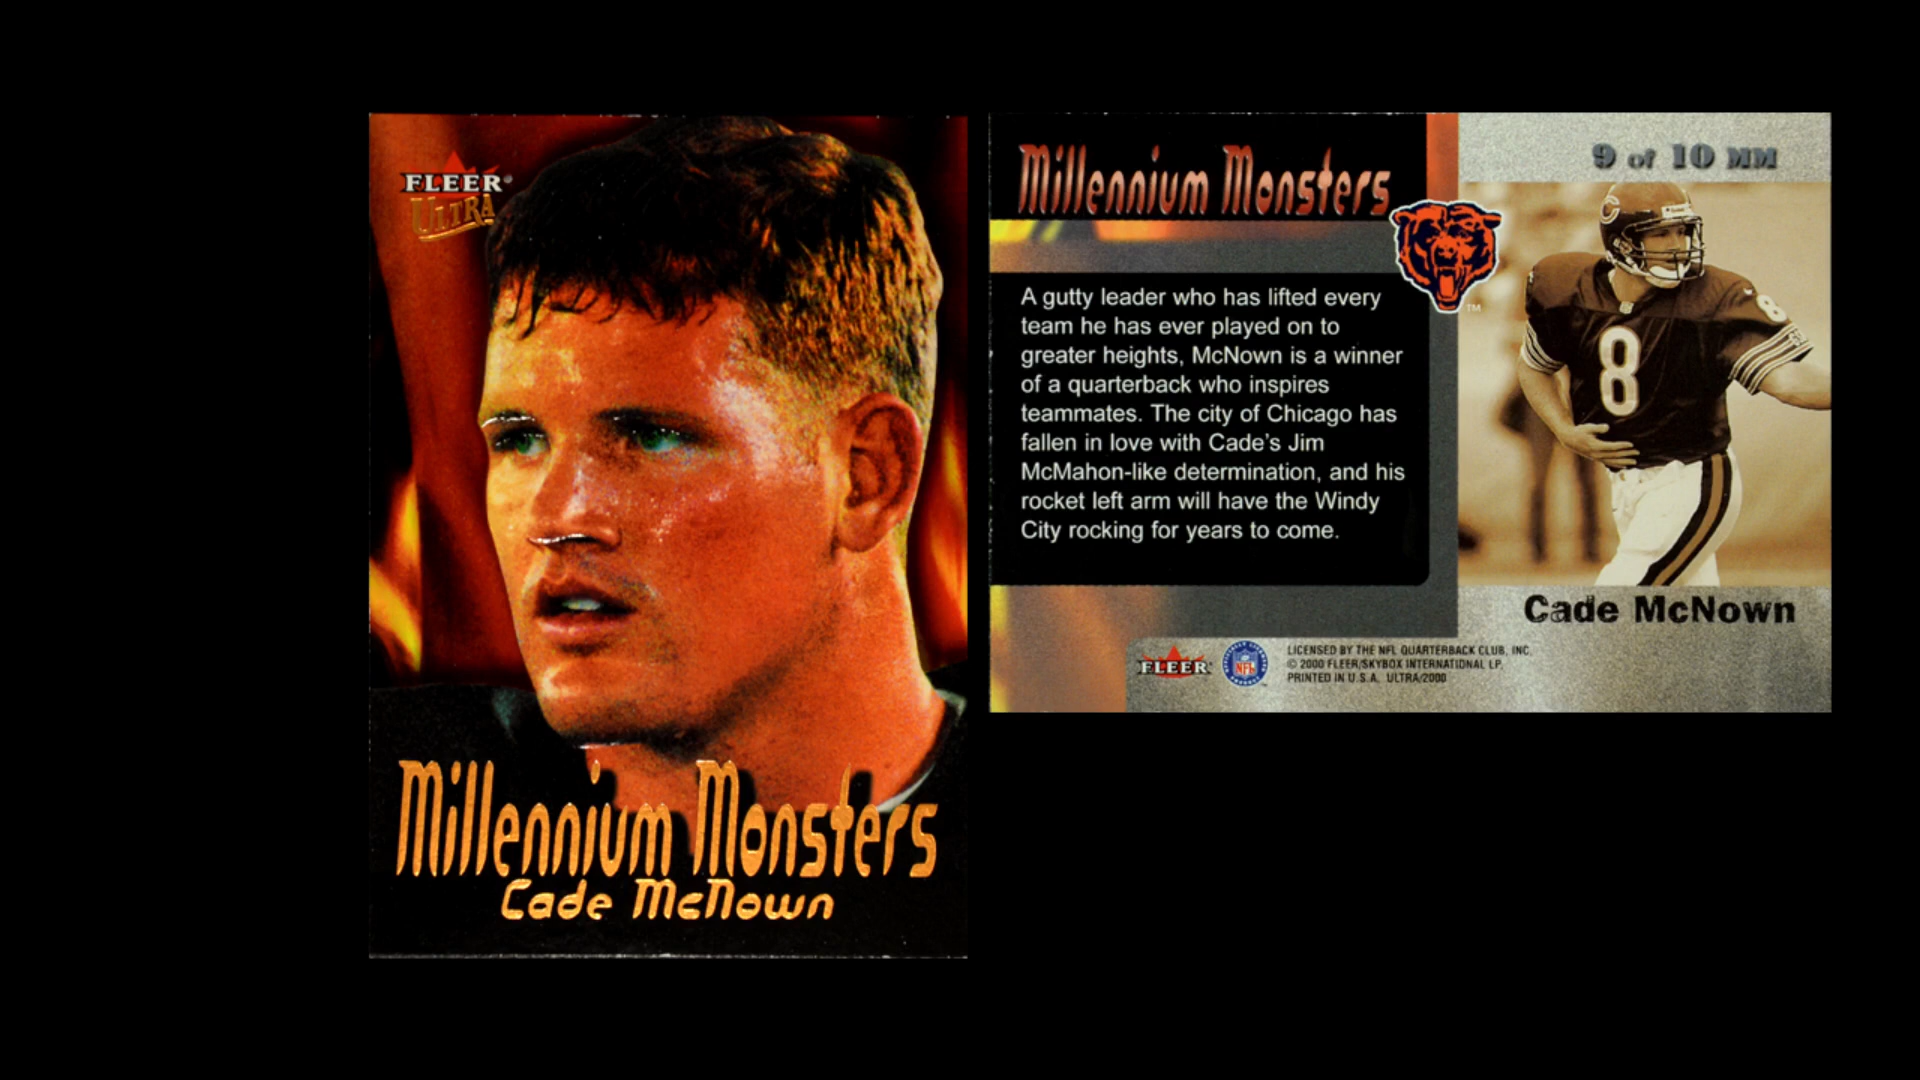 FLEER®
ULTRA
Millennium Monsters
Cade McNown
Millennium Monsters
9 of 10 MM
TM
A gutty leader who has lifted every
team he has ever played on to
greater heights, McNown is a winner
of a quarterback who inspires
teammates. The city of Chicago has
fallen in love with Cade's Jim
McMahon-like determination, and his
rocket left arm will have the Windy
City rocking for years to come.
8
8
Cade McNown
FLEER
NFL
LICENSED BY THE NFL QUARTERBACK CLUB, INC.
© 2000 FLEER/SKYBOX INTERNATIONAL LP.
PRINTED IN U.S.A. ULTRA/2000